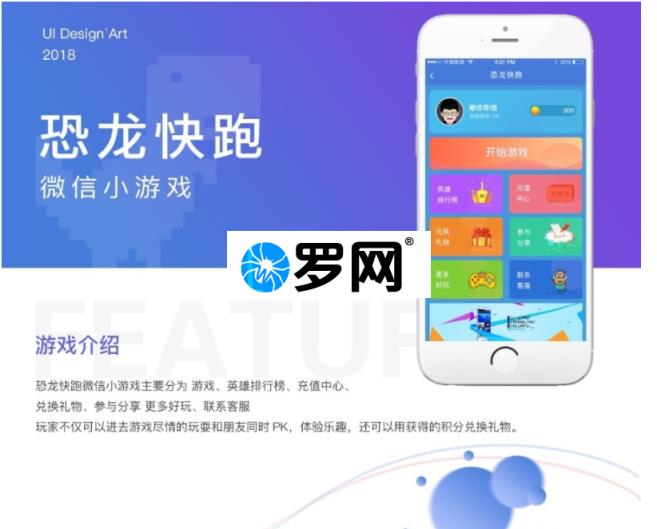 UI Design`Art
2018
恐龙快跑
微信小游戏
4:21 PM
恐龙快跑
300
开始游戏
英雄
排行榜
充值
中心
兑换
礼物
参与
分享
更多
好玩
联系
客服
罗网®
FEATUR
游戏介绍
恐龙快跑微信小游戏主要分为 游戏、英雄排行榜、充值中心、
兑换礼物、参与分享 更多好玩、联系客服
玩家不仅可以进去游戏尽情的玩耍和朋友同时 PK，体验乐趣，还可以用获得的积分兑换礼物。